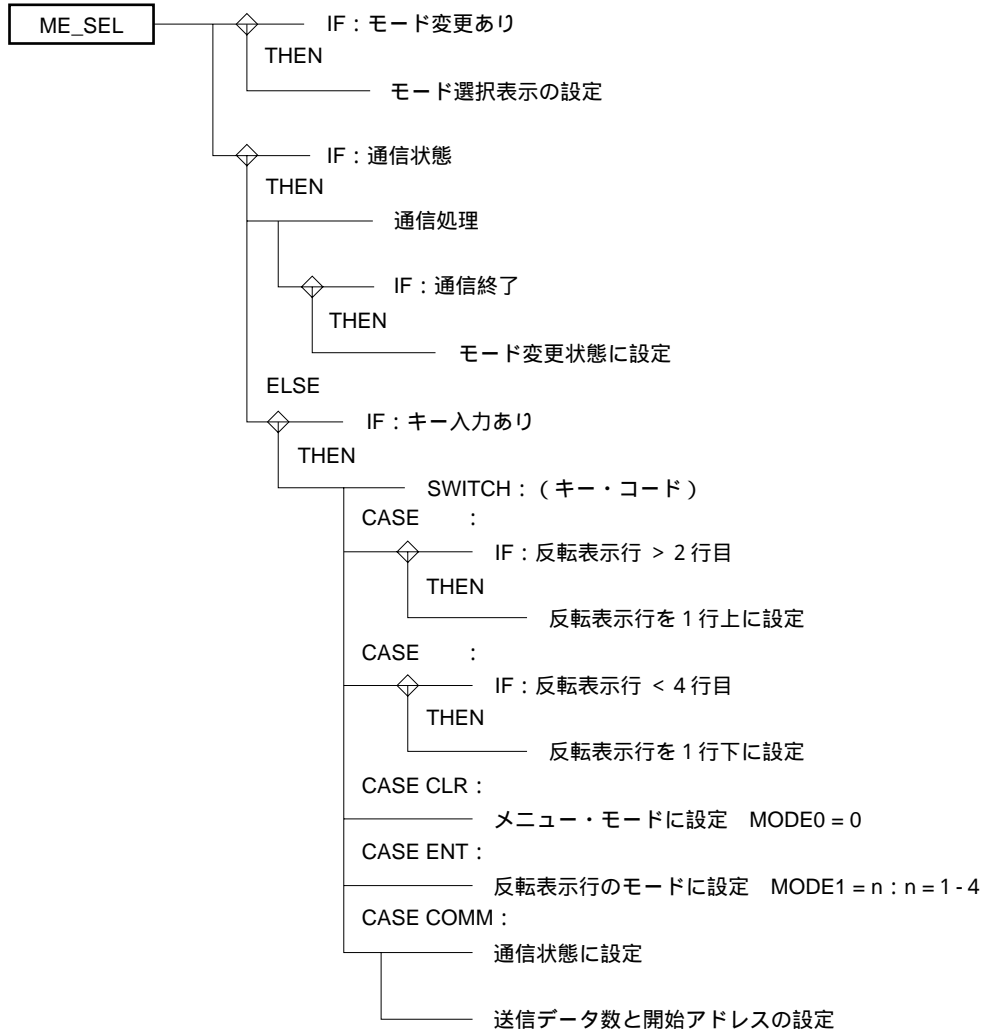 ME_SEL
IF：モード変更あり
THEN
モード選択表示の設定
IF：通信状態
THEN
通信処理
IF：通信終了
THEN
モード変更状態に設定
ELSE
IF：キー入力あり
THEN
SWITCH：（キー・コード）
CASE　　：
IF：反転表示行 > 2行目
THEN
反転表示行を1行上に設定
CASE　　：
IF：反転表示行 < 4行目
THEN
反転表示行を1行下に設定
CASE CLR：
メニュー・モードに設定　MODE0 = 0
CASE ENT：
反転表示行のモードに設定　MODE1 = n：n = 1 - 4
CASE COMM：
通信状態に設定
送信データ数と開始アドレスの設定